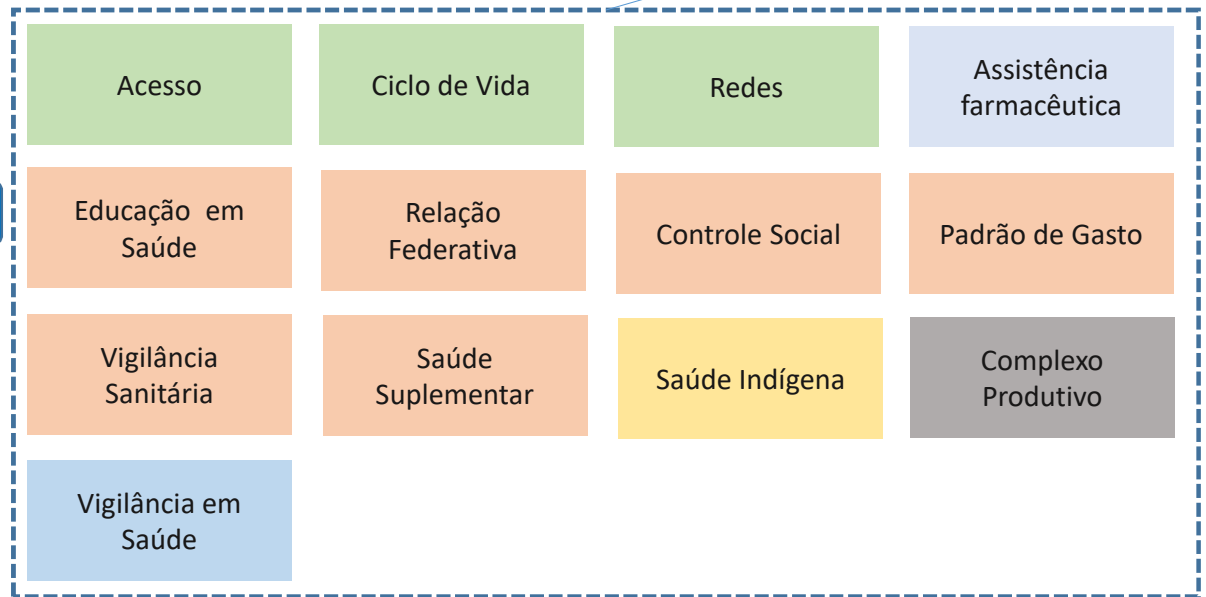 Acesso
Ciclo de Vida
Redes
Assistência
farmacêutica
Educação em
Saúde
Relação
Federativa
Controle Social
Padrão de Gasto
Vigilância
Sanitária
Saúde
Suplementar
Saúde Indígena
Complexo
Produtivo
Vigilância em
Saúde